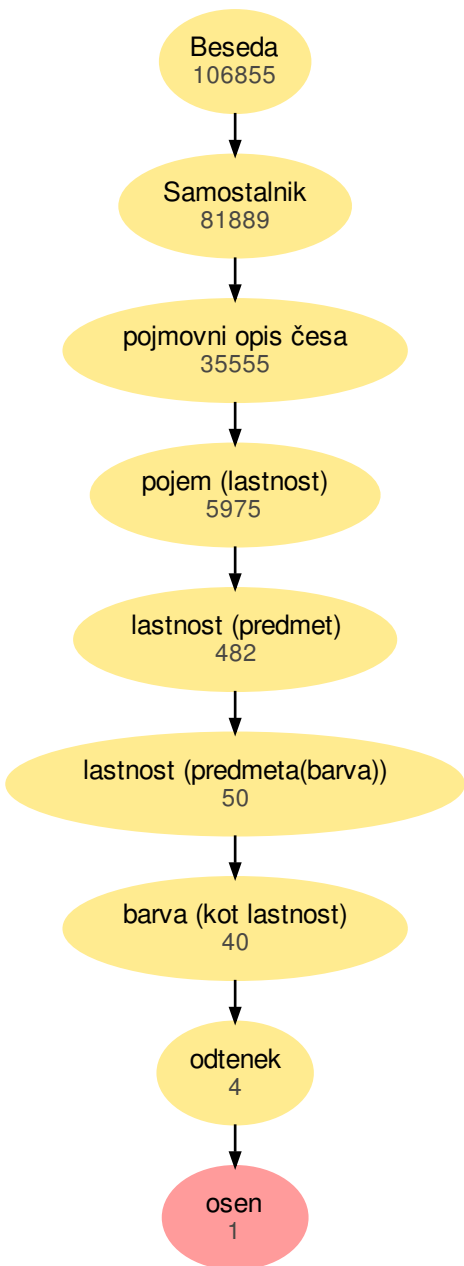 Beseda
106855
Samostalnik
81889
pojmovni opis česa
35555
pojem (lastnost)
5975
lastnost (predmet)
482
lastnost (predmeta(barva))
50
barva (kot lastnost)
40
odtenek
4
osen
1